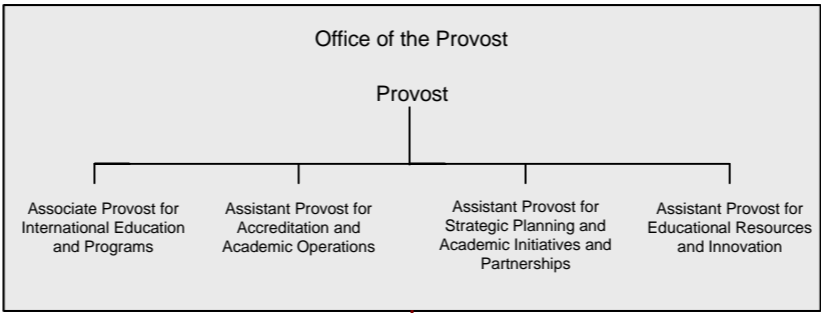 Office of the Provost
Provost
Associate Provost for
International Education
and Programs
Assistant Provost for
Accreditation and
Academic Operations
Assistant Provost for
Strategic Planning and
Academic Initiatives and
Partnerships
Assistant Provost for
Educational Resources
and Innovation